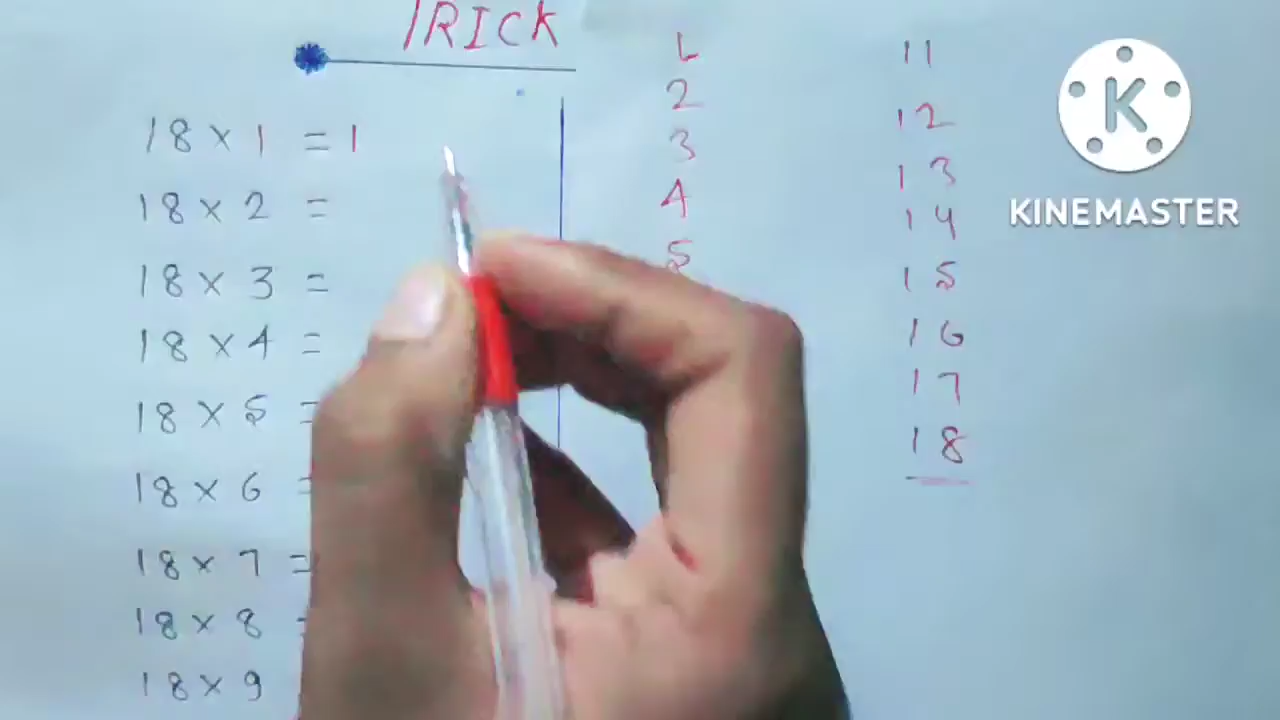 TRICK
18 × 1 = 1
18 × 2 =
18 × 3 =
18 × 4 =
18 × 5 =
18 × 6 =
18 × 7 =
18 × 8 =
18 × 9
1
2
3
4
5
11
12
13
14
15
16
17
18
KINEMASTER